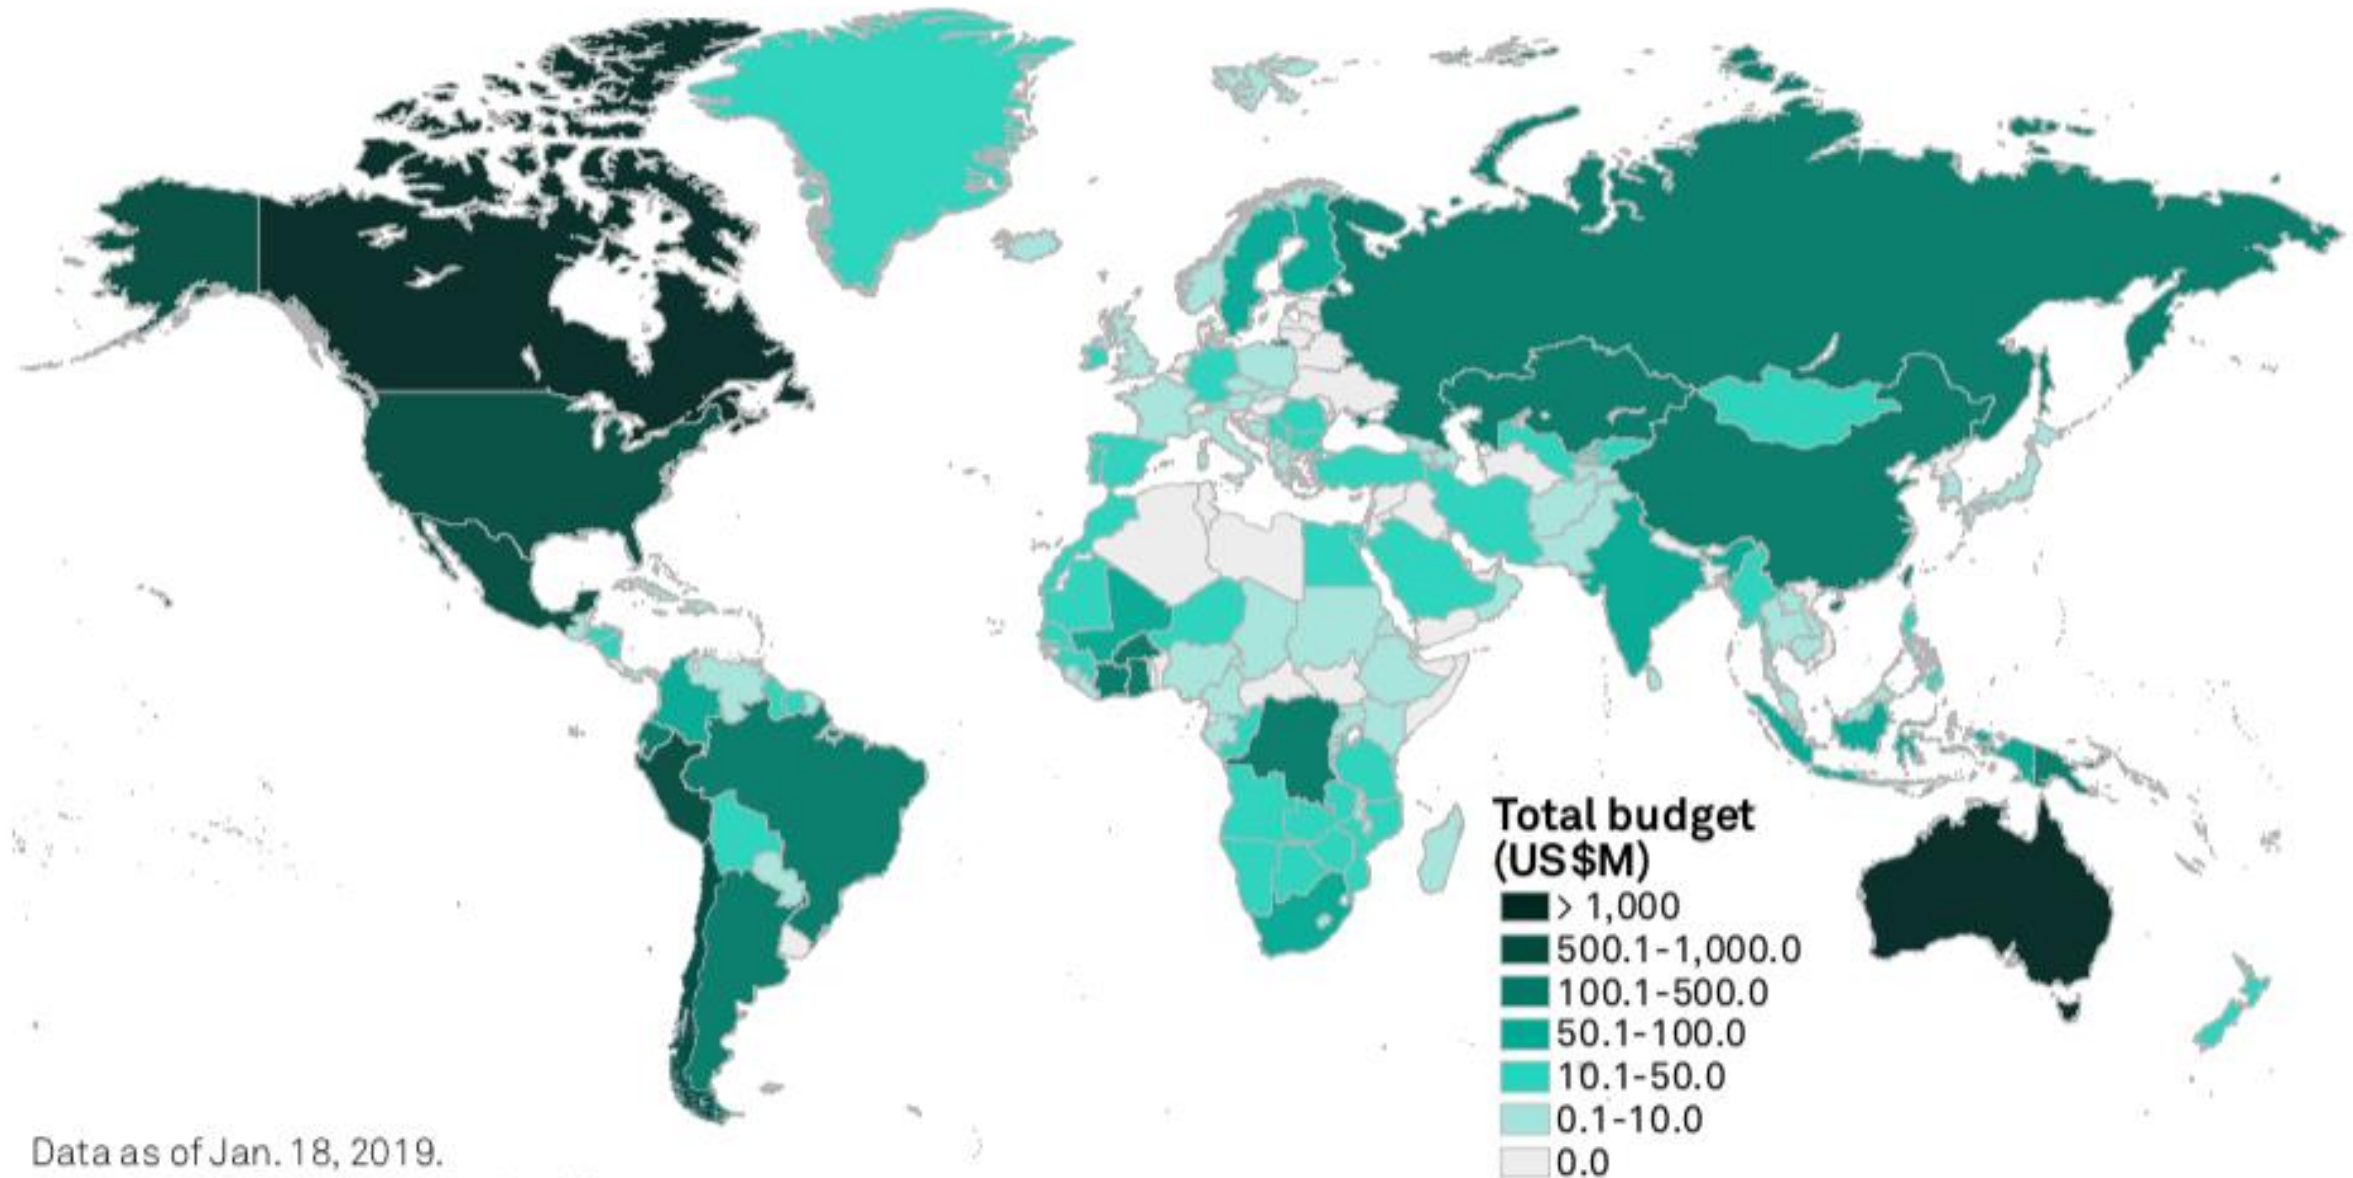 Total budget
(US$M)
> 1,000
500.1-1,000.0
100.1-500.0
50.1-100.0
10.1-50.0
0.1-10.0
0.0
Data as of Jan. 18, 2019.